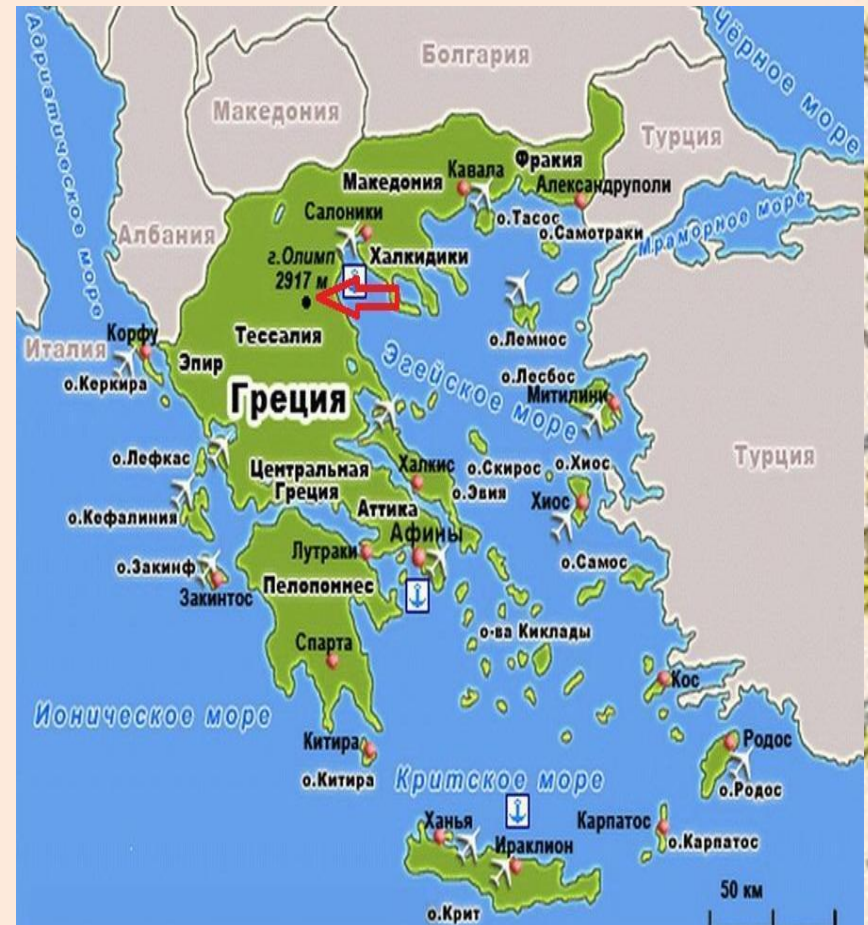 Адриатическое море
Болгария
Чёрное море
Македония
Турция
Фракия
Кавала
Македония
Александруполи
Салоники
о.Тасос
Мраморное море
Албания
о.Самотраки
г.Олимп
Халкидики
2917 м
Корфу
Тессалия
о.Лемнос
Италия
Эпир
Эгейское море
о.Керкира
о.Лесбос
Митилини
Греция
о.Лефкас
Халкис
о.Скирос
о.Хиос
Турция
Центральная
Греция
о.Эвия
Аттика
Хиос
о.Кефалиния
Афины
Лутраки
о.Закинф
о.Самос
Закинтос
Пелопоннес
о-ва Киклады
Спарта
Кос
Ионическое море
Китира
Родос
о.Китира
Критское море
о.Родос
Ханья
Карпатос
Ираклион
о.Карпатос
50 км
о.Крит